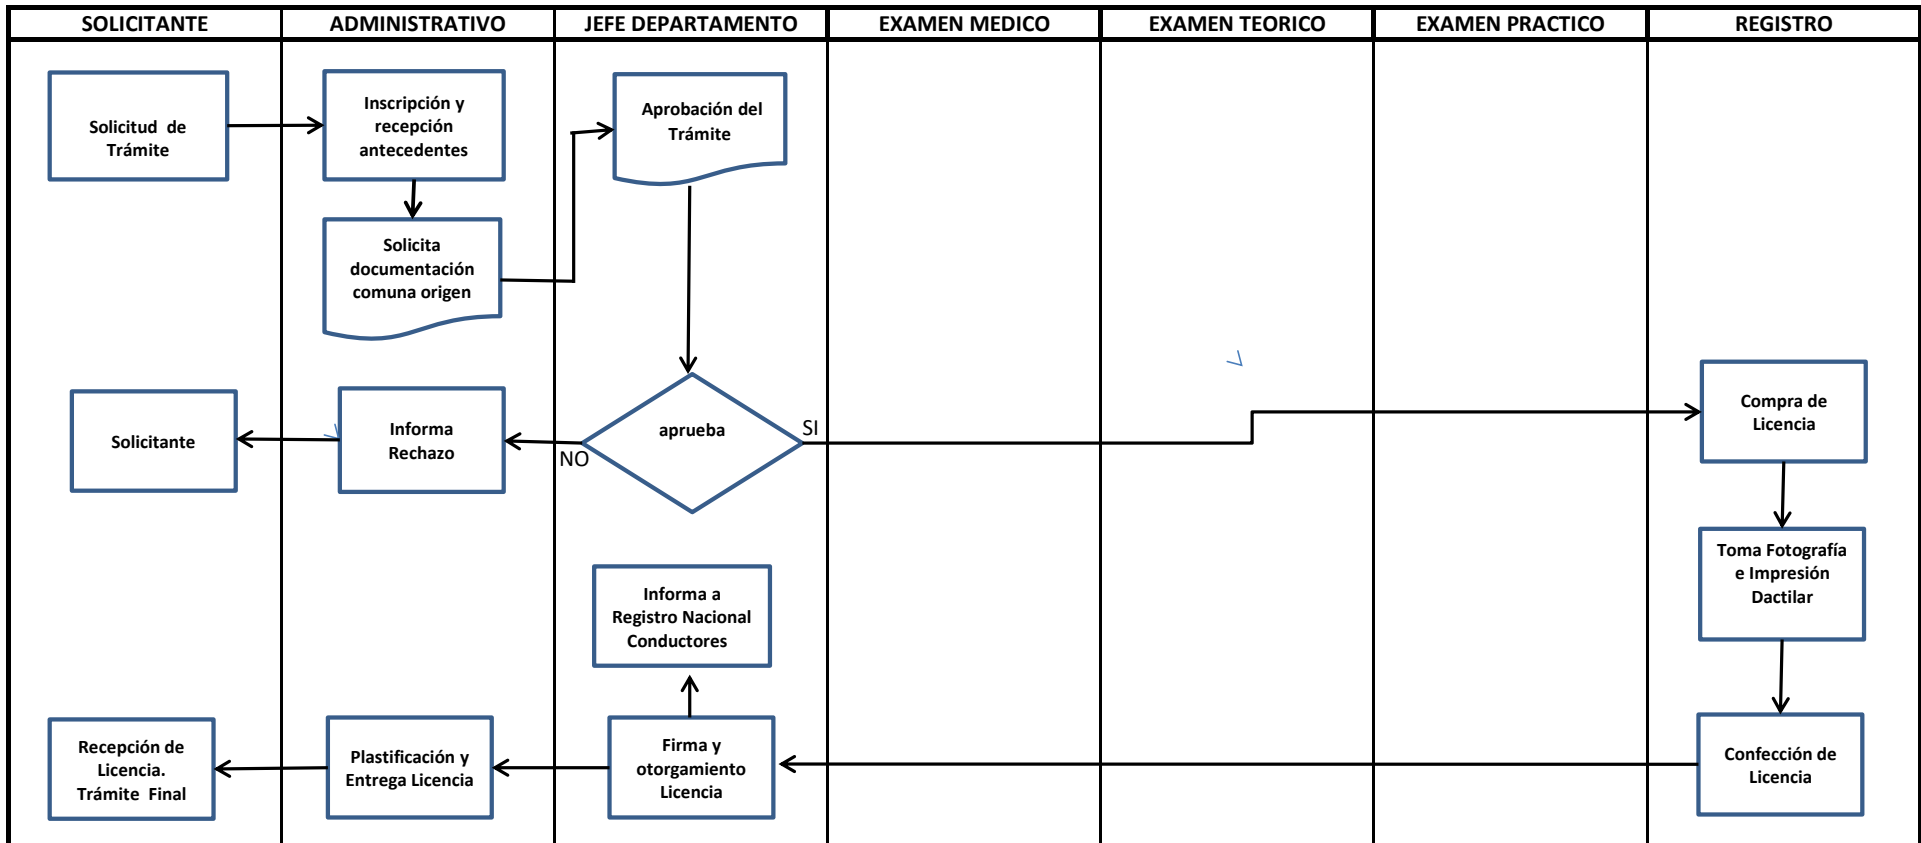 SOLICITANTE
ADMINISTRATIVO
JEFE DEPARTAMENTO
EXAMEN MEDICO
EXAMEN TEORICO
EXAMEN PRACTICO
REGISTRO
Solicitud de
Trámite
Inscripción y
recepción
antecedentes
Aprobación del
Trámite
Solicita
documentación
comuna origen
Solicitante
Informa
Rechazo
NO
aprueba
SI
Compra de
Licencia
Toma Fotografía
e Impresión
Dactilar
Informa a
Registro Nacional
Conductores
Recepción de
Licencia.
Trámite Final
Plastificación y
Entrega Licencia
Firma y
otorgamiento
Licencia
Confección de
Licencia